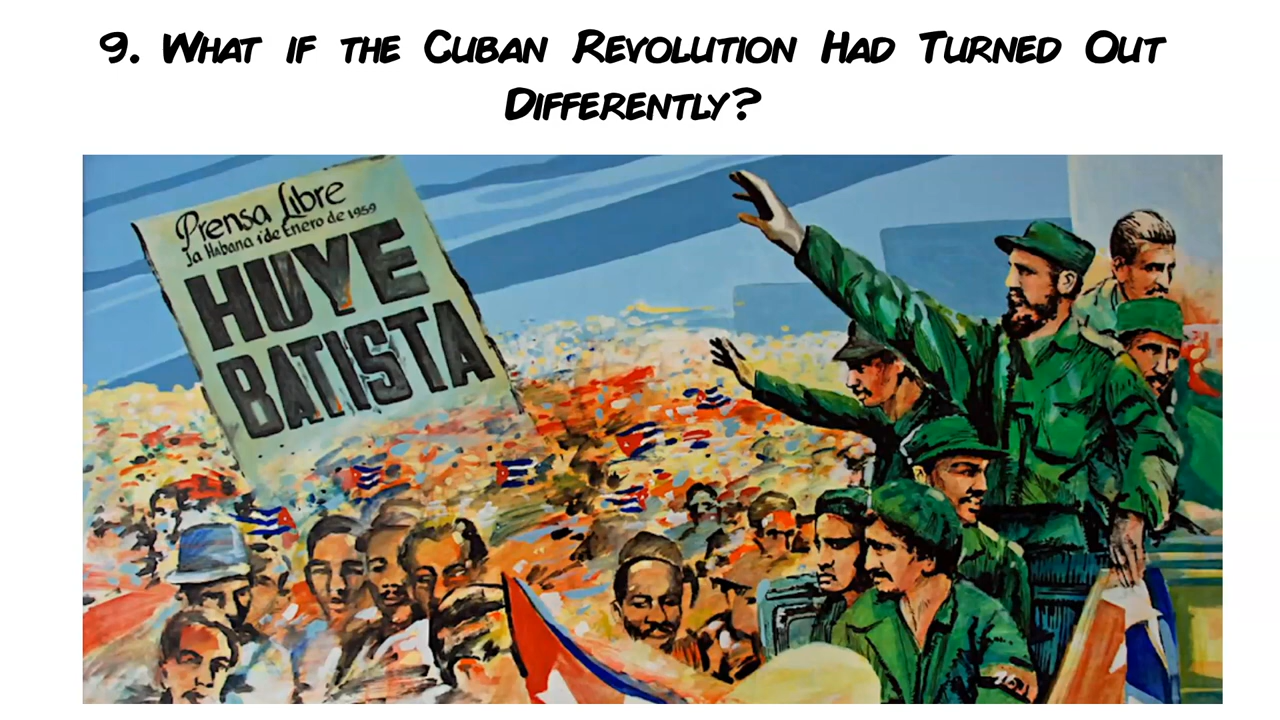 9. What if the Cuban Revolution Had Turned Out
Differently?
Prensa Libre
La Habana 1 de Enero de 1959
HUYE
BATISTA